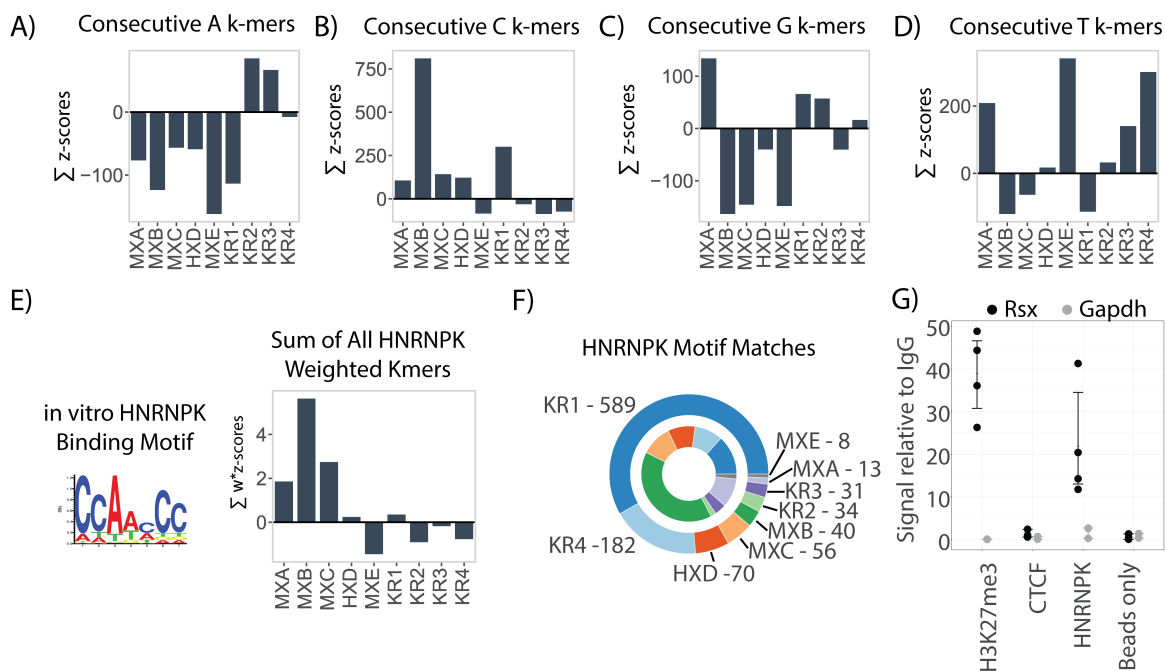 A)
Consecutive A k-mers
0
−100
∑ z-scores
MXA
MXB
MXC
HXD
MXE
KR1
KR2
KR3
KR4
B)
Consecutive C k-mers
750
500
250
0
∑ z-scores
MXA
MXB
MXC
HXD
MXE
KR1
KR2
KR3
KR4
C)
Consecutive G k-mers
100
0
−100
∑ z-scores
MXA
MXB
MXC
HXD
MXE
KR1
KR2
KR3
KR4
D)
Consecutive T k-mers
200
0
∑ z-scores
MXA
MXB
MXC
HXD
MXE
KR1
KR2
KR3
KR4
E)
in vitro HNRNPK
Binding Motif
CCAACCC
Sum of All HNRNPK
Weighted Kmers
4
2
0
∑ w*z-scores
MXA
MXB
MXC
HXD
MXE
KR1
KR2
KR3
KR4
F)
HNRNPK Motif Matches
KR1 - 589
MXE - 8
MXA - 13
KR3 - 31
KR2 - 34
MXB - 40
MXC - 56
HXD -70
KR4 -182
G)
Rsx
Gapdh
50
40
30
20
10
0
Signal relative to IgG
H3K27me3
CTCF
HNRNPK
Beads only